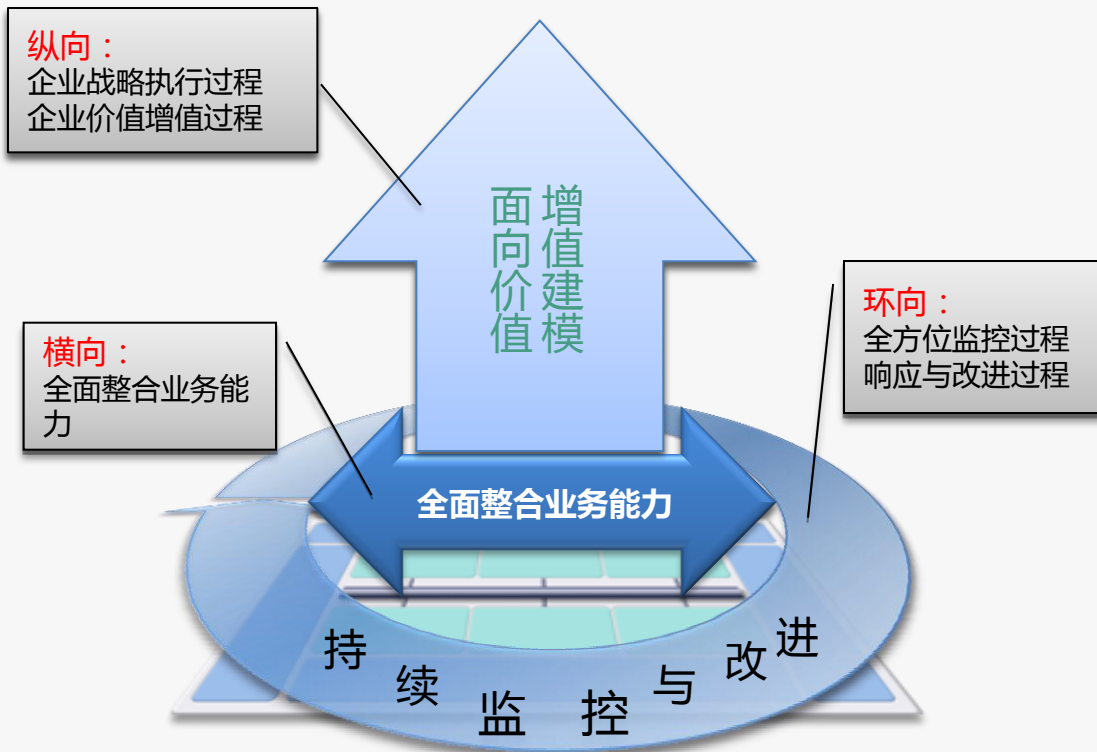 纵向：
企业战略执行过程
企业价值增值过程
面向价值
增值建模
环向：
全方位监控过程
响应与改进过程
横向：
全面整合业务能
力
全面整合业务能力
持续监控与改进